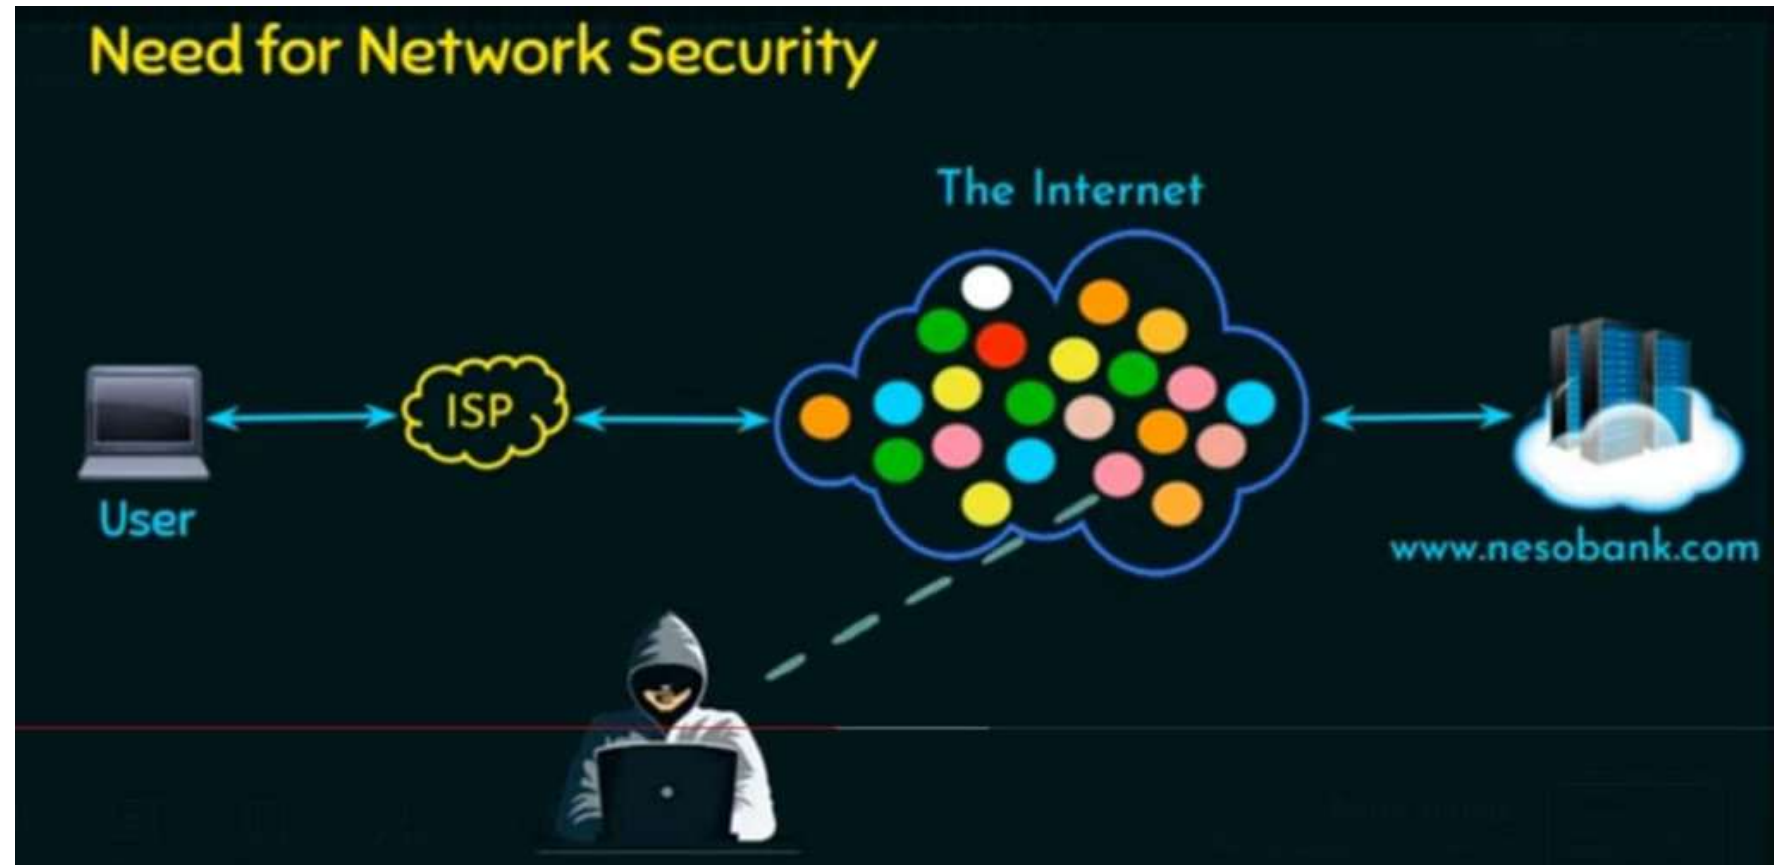 Need for Network Security
The Internet
ISP
User
www.nesobank.com